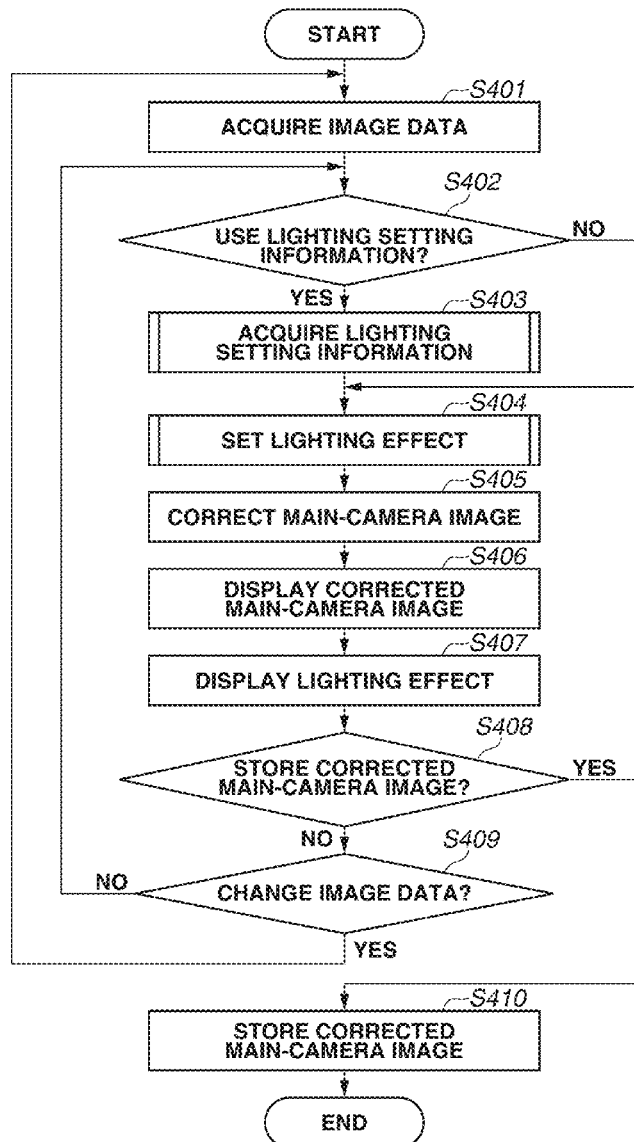 START
S401
ACQUIRE IMAGE DATA
S402
USE LIGHTING SETTING
INFORMATION?
NO
YES
S403
ACQUIRE LIGHTING
SETTING INFORMATION
S404
SET LIGHTING EFFECT
S405
CORRECT MAIN-CAMERA IMAGE
S406
DISPLAY CORRECTED
MAIN-CAMERA IMAGE
S407
DISPLAY LIGHTING EFFECT
S408
STORE CORRECTED
MAIN-CAMERA IMAGE?
YES
NO
S409
NO
CHANGE IMAGE DATA?
YES
S410
STORE CORRECTED
MAIN-CAMERA IMAGE
END